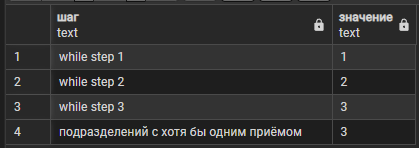 шаг значение
text text
1 while step 1 1
2 while step 2 2
3 while step 3 3
4 подразделений с хотя бы одним приёмом 3